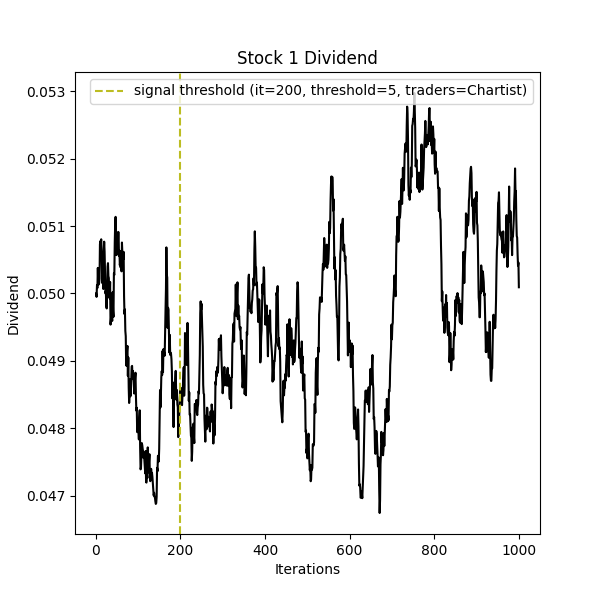 Stock 1 Dividend
signal threshold (it=200, threshold=5, traders=Chartist)
0.053
0.052
0.051
0.050
0.049
0.048
0.047
Dividend
0 200 400 600 800 1000
Iterations